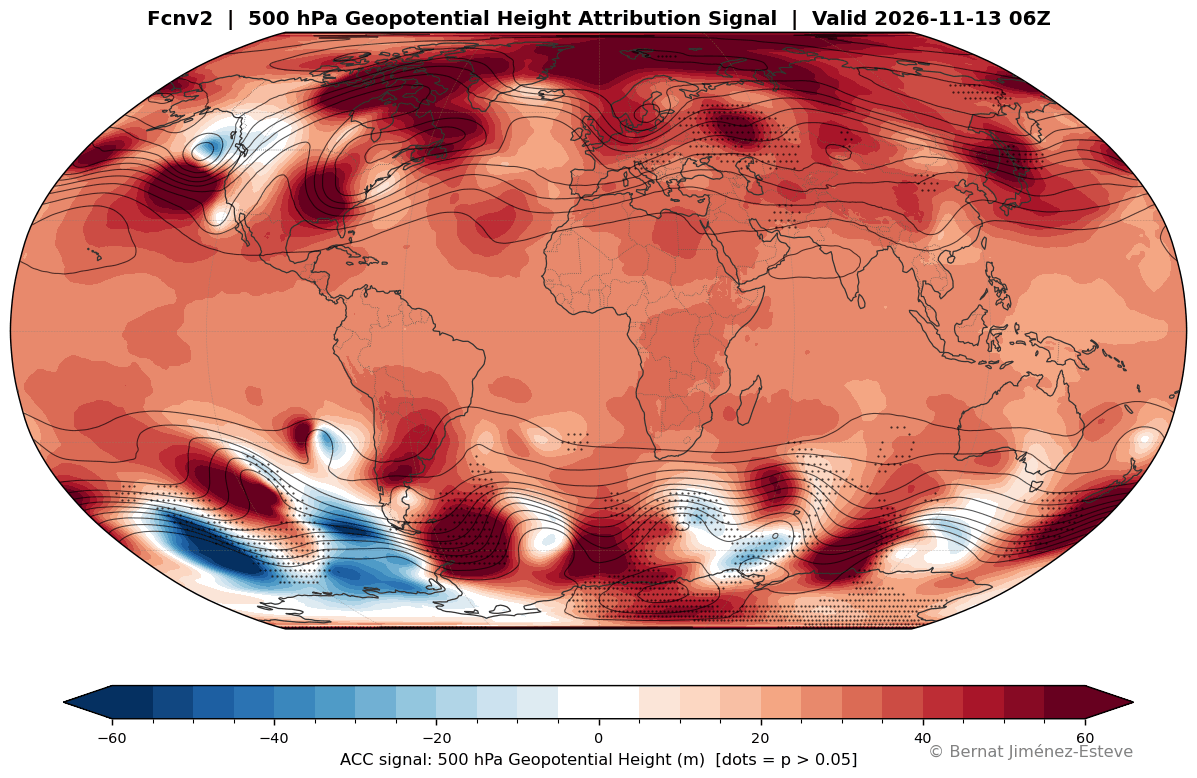 Fcnv2 | 500 hPa Geopotential Height Attribution Signal | Valid 2026-11-13 06Z
−60 −40 −20 0 20 40 60
ACC signal: 500 hPa Geopotential Height (m) [dots = p > 0.05]
© Bernat Jiménez-Esteve